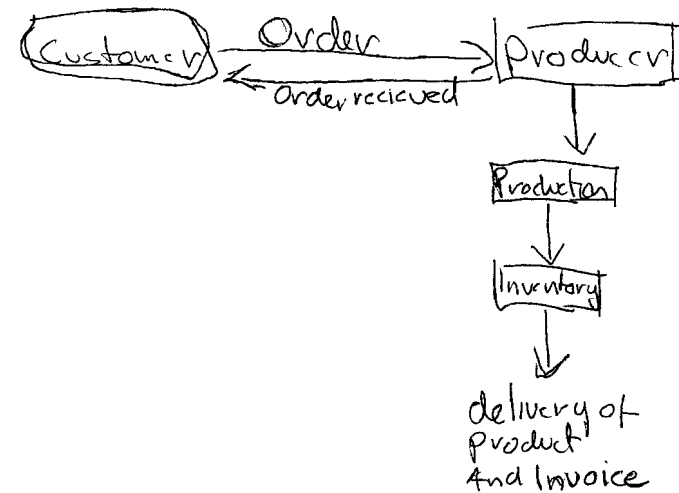 Customer
Order
Producer
Order recieved
Production
Inventory
delivery of
product
And Invoice